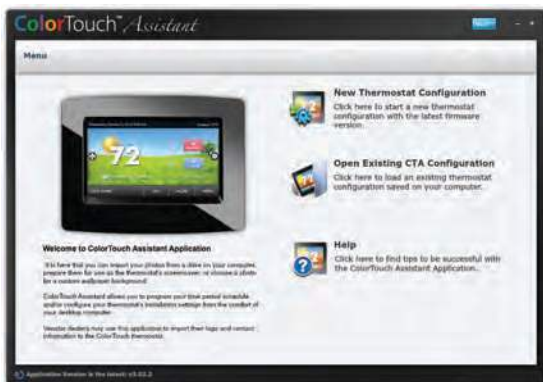 ColorTouch™ Assistant
Menu
New Thermostat Configuration
Click here to start a new thermostat
configuration with the latest firmware
version.
72
Open Existing CTA Configuration
Click here to load an existing thermostat
configuration saved on your computer.
Welcome to ColorTouch Assistant Application
It is here that you can import your photos from a drive on your computer,
prepare them for use as the thermostat's screensaver, or choose a photo
for a custom wallpaper background.
Help
Click here to find tips to be successful with
the ColorTouch Assistant Application.
ColorTouch Assistant allows you to program your time period schedule
and/or configure your thermostat's installation settings from the comfort of
your desktop computer.
Venstar dealers may use this application to import their logo and contact
information to the ColorTouch thermostat.
Application Version is the latest: v3.02.2